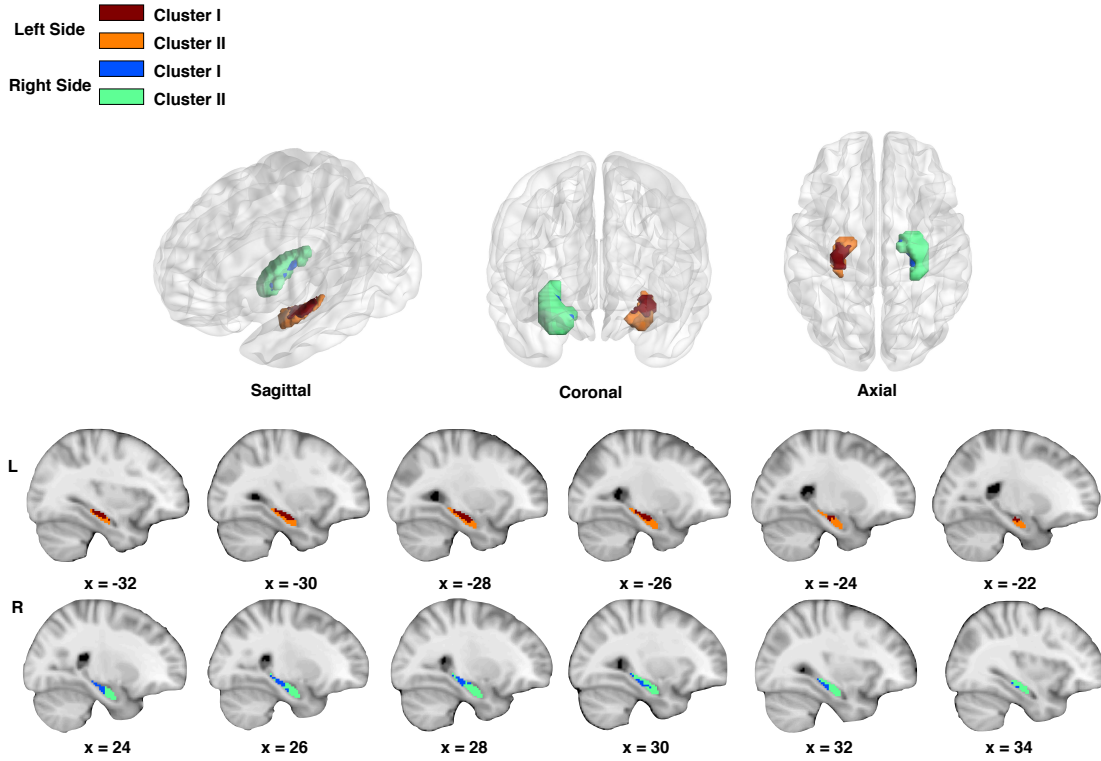 Left Side
Cluster I
Cluster II
Right Side
Cluster I
Cluster II
Sagittal
Coronal
Axial
L
x = -32
x = -30
x = -28
x = -26
x = -24
x = -22
R
x = 24
x = 26
x = 28
x = 30
x = 32
x = 34